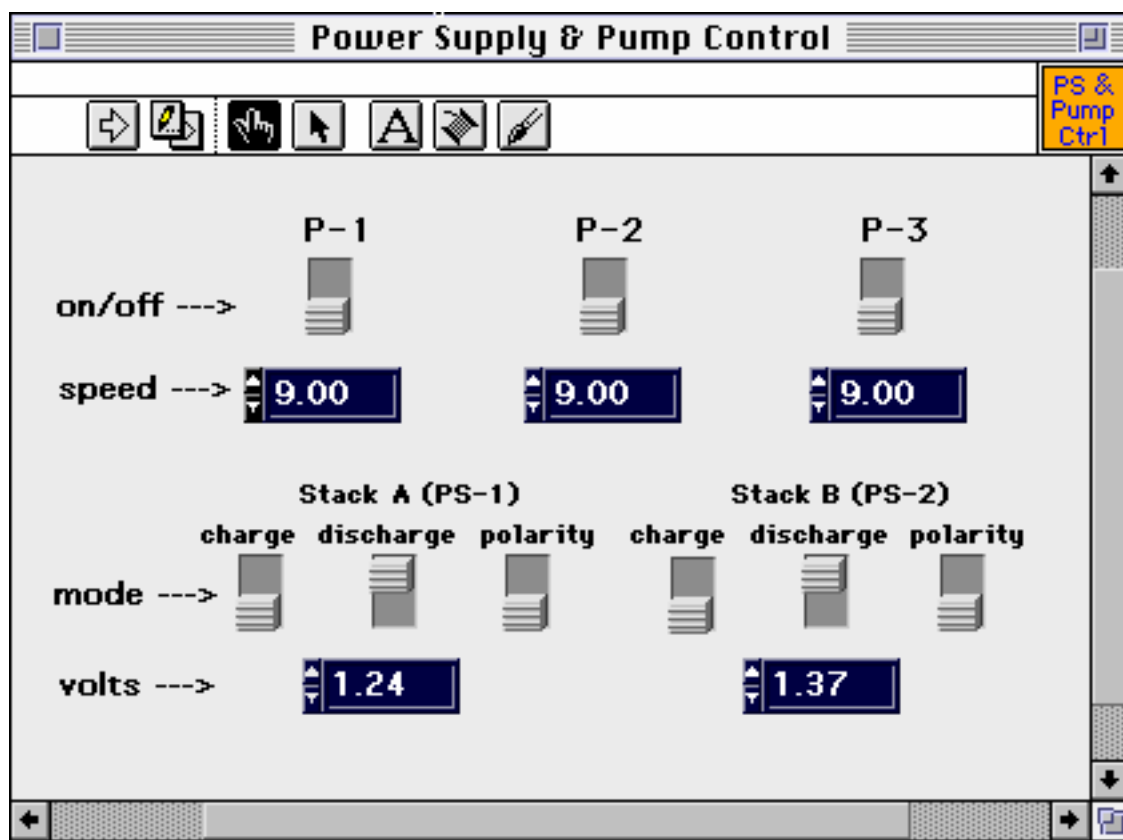 Power Supply & Pump Control
PS &
Pump
Ctrl
A
P-1 P-2 P-3
on/off --->
speed ---> 9.00 9.00 9.00
Stack A (PS-1) Stack B (PS-2)
charge discharge polarity charge discharge polarity
mode --->
volts ---> 1.24 1.37